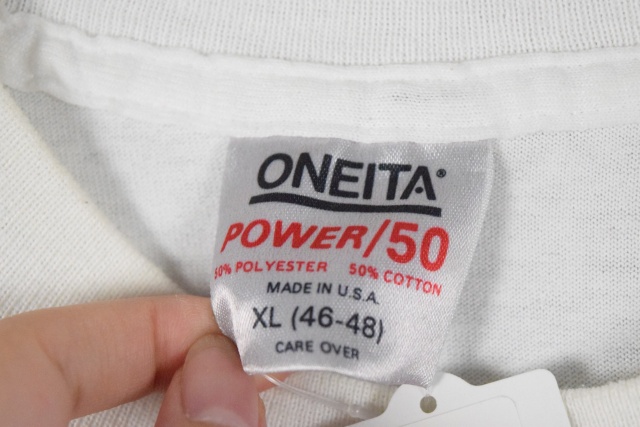 ONEITA®
POWER/50
50% POLYESTER 50% COTTON
MADE IN U.S.A.
XL (46-48)
CARE OVER